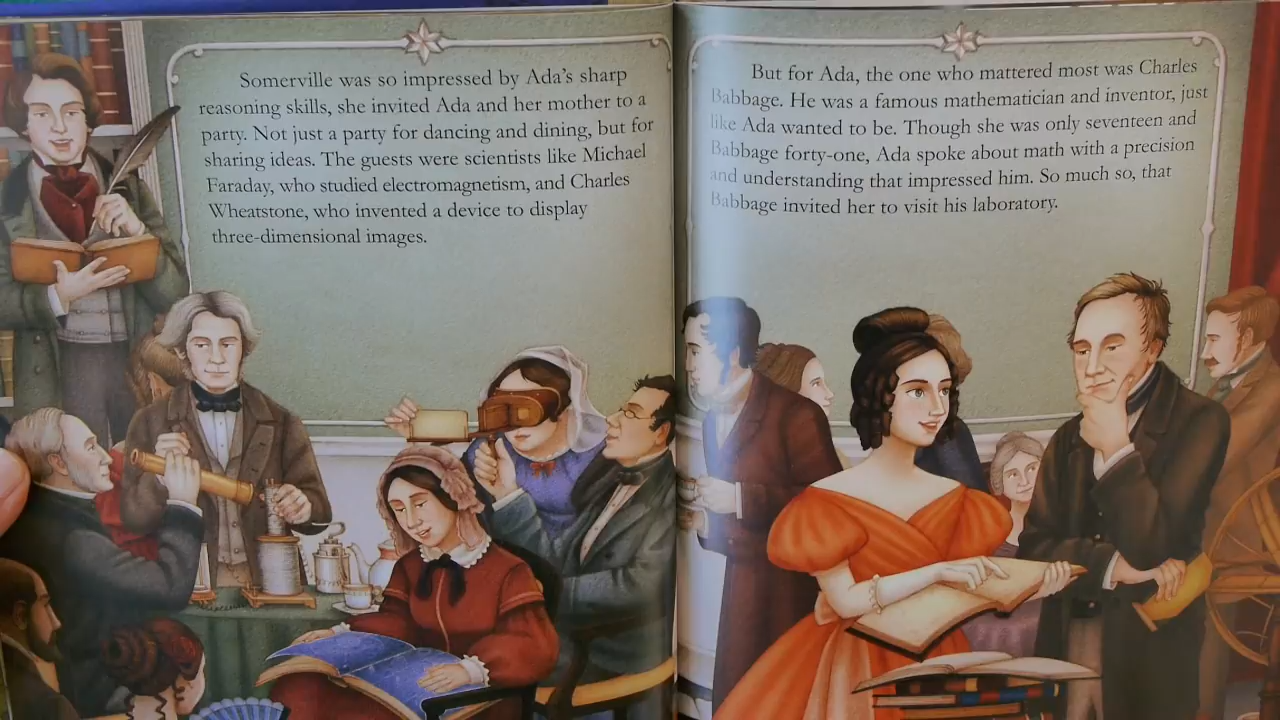 Somerville was so impressed by Ada's sharp
reasoning skills, she invited Ada and her mother to a
party. Not just a party for dancing and dining, but for
sharing ideas. The guests were scientists like Michael
Faraday, who studied electromagnetism, and Charles
Wheatstone, who invented a device to display
three-dimensional images.
But for Ada, the one who mattered most was Charles
Babbage. He was a famous mathematician and inventor, just
like Ada wanted to be. Though she was only seventeen and
Babbage forty-one, Ada spoke about math with a precision
and understanding that impressed him. So much so, that
Babbage invited her to visit his laboratory.